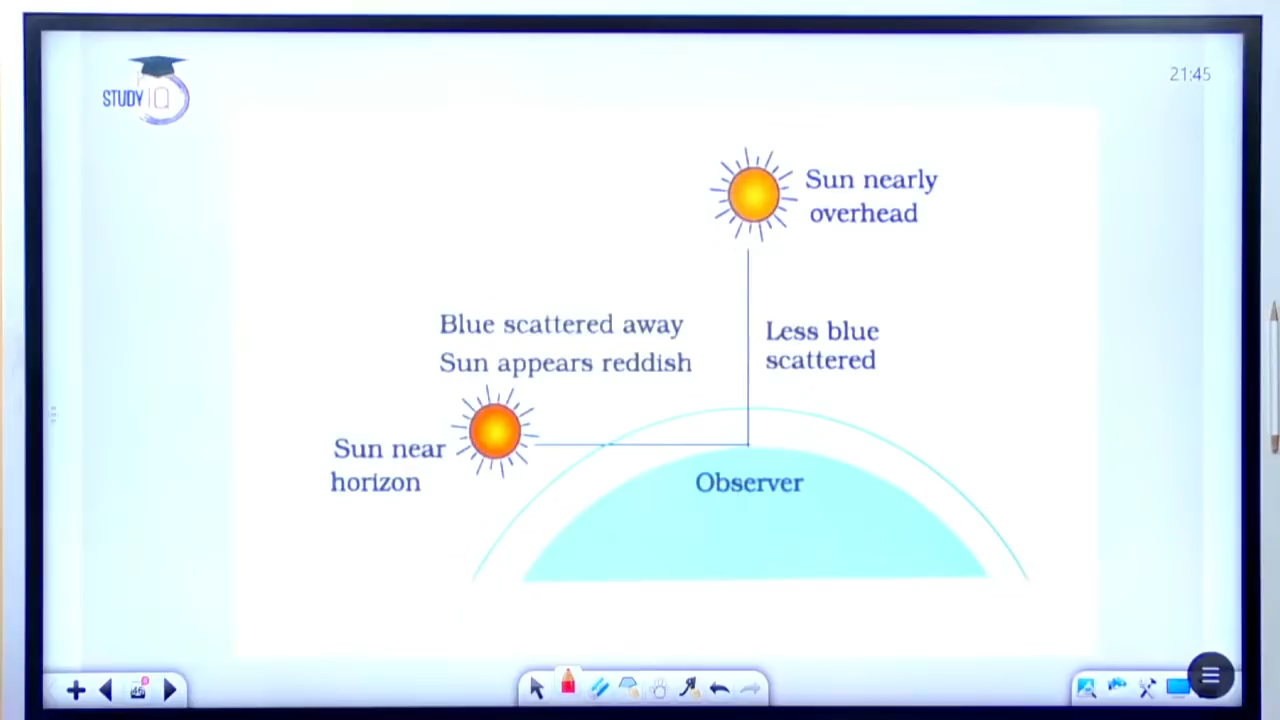 STUDY IQ
21:45
Sun nearly
overhead
Blue scattered away
Sun appears reddish
Less blue
scattered
Sun near
horizon
Observer